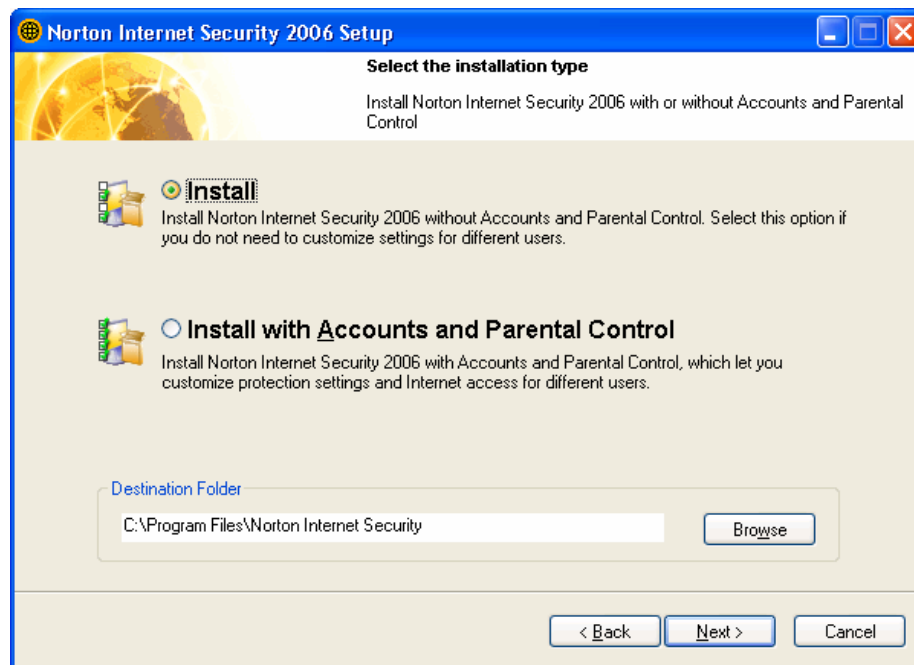 Norton Internet Security 2006 Setup
Select the installation type
Install Norton Internet Security 2006 with or without Accounts and Parental
Control
Install
Install Norton Internet Security 2006 without Accounts and Parental Control. Select this option if
you do not need to customize settings for different users.
Install with Accounts and Parental Control
Install Norton Internet Security 2006 with Accounts and Parental Control, which let you
customize protection settings and Internet access for different users.
Destination Folder
C:\Program Files\Norton Internet Security
Browse
< Back
Next >
Cancel